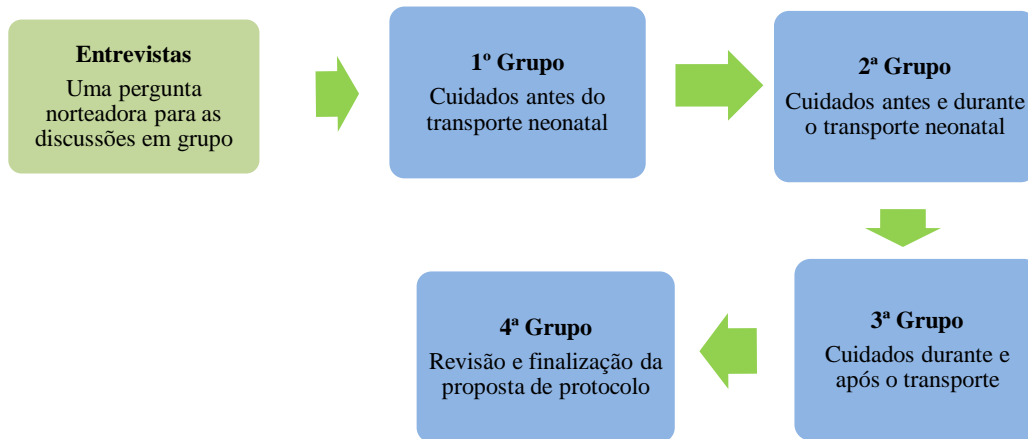 Entrevistas
Uma pergunta
norteadora para as
discussões em grupo
1º Grupo
Cuidados antes do
transporte neonatal
2ª Grupo
Cuidados antes e durante
o transporte neonatal
3ª Grupo
Cuidados durante e
após o transporte
4ª Grupo
Revisão e finalização da
proposta de protocolo